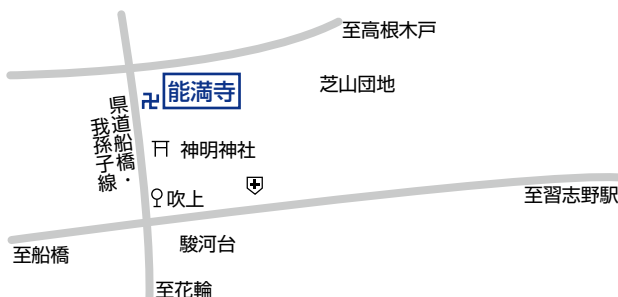 至高根木戸
芝山団地
卍 能満寺
県道船橋・
我孫子線
神明神社
吹上
至習志野駅
駿河台
至船橋
至花輪